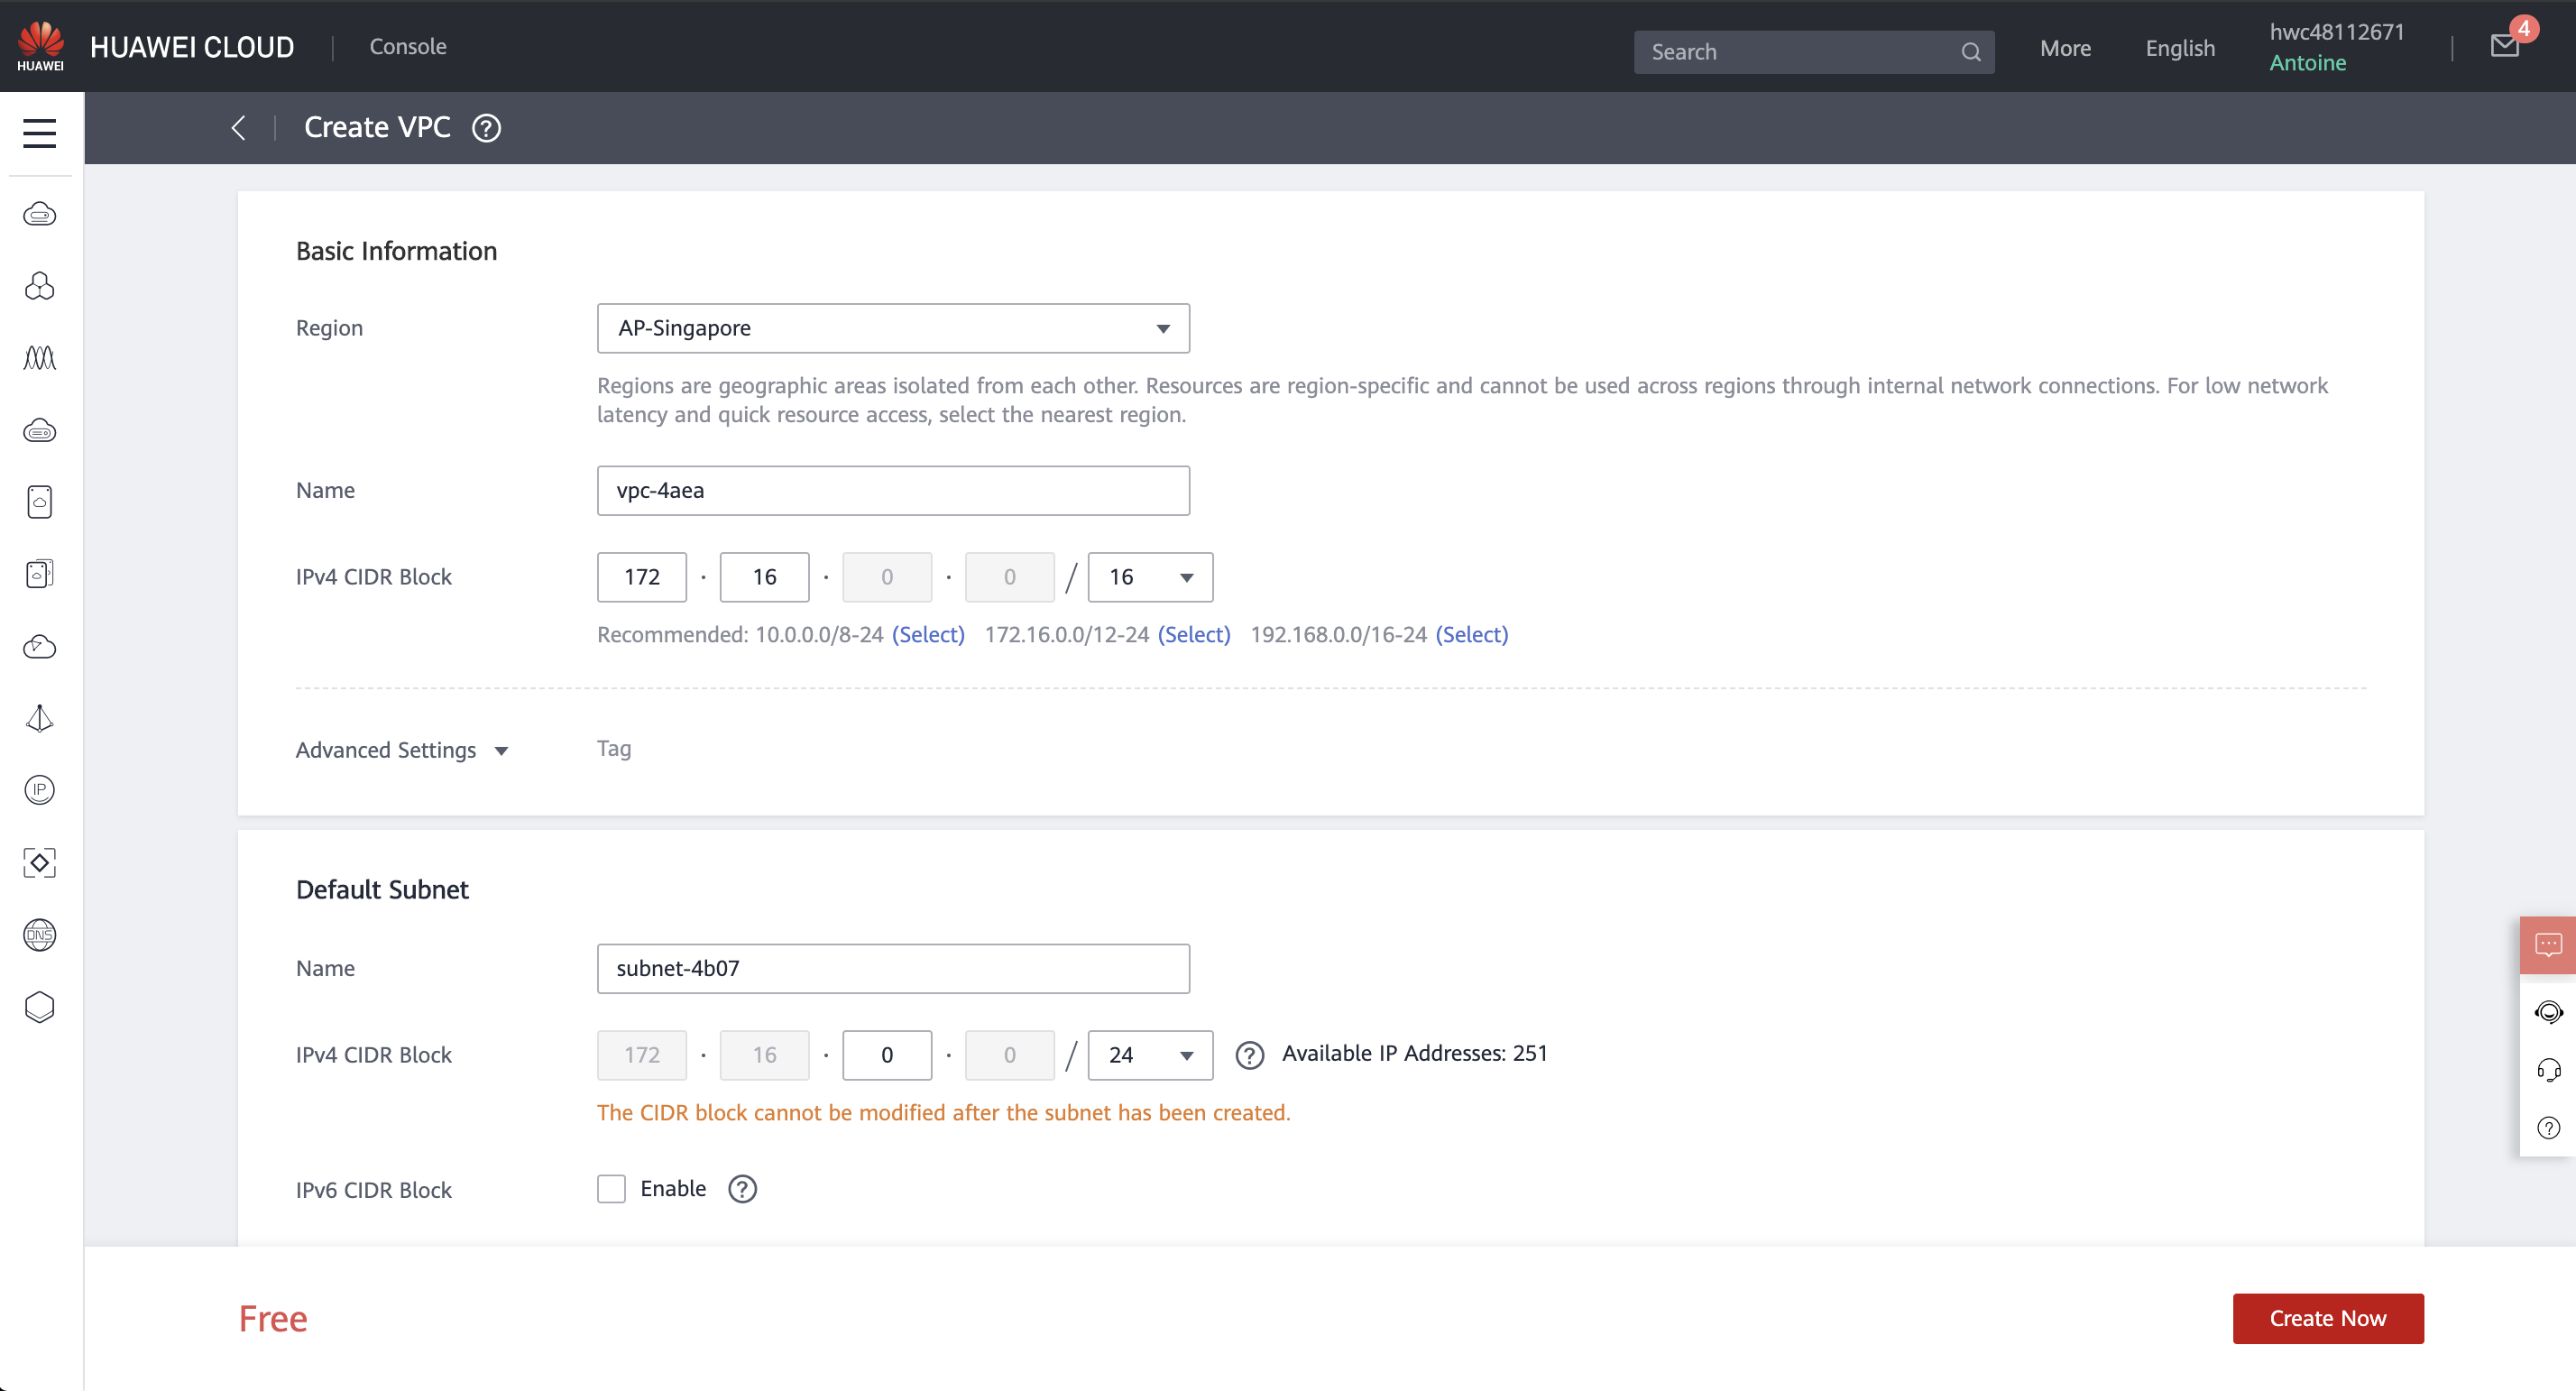 HUAWEI
HUAWEI CLOUD
Console
Search
More
English
hwc48112671
Antoine
4
Create VPC ?
Basic Information
Region
AP-Singapore
Regions are geographic areas isolated from each other. Resources are region-specific and cannot be used across regions through internal network connections. For low network
latency and quick resource access, select the nearest region.
Name
vpc-4aea
IPv4 CIDR Block
172 · 16 · 0 · 0 / 16
Recommended: 10.0.0.0/8-24 (Select) 172.16.0.0/12-24 (Select) 192.168.0.0/16-24 (Select)
Advanced Settings
Tag
IP
Default Subnet
DNS
Name
subnet-4b07
IPv4 CIDR Block
172 · 16 · 0 · 0 / 24 ? Available IP Addresses: 251
The CIDR block cannot be modified after the subnet has been created.
?
IPv6 CIDR Block
Enable ?
Free
Create Now